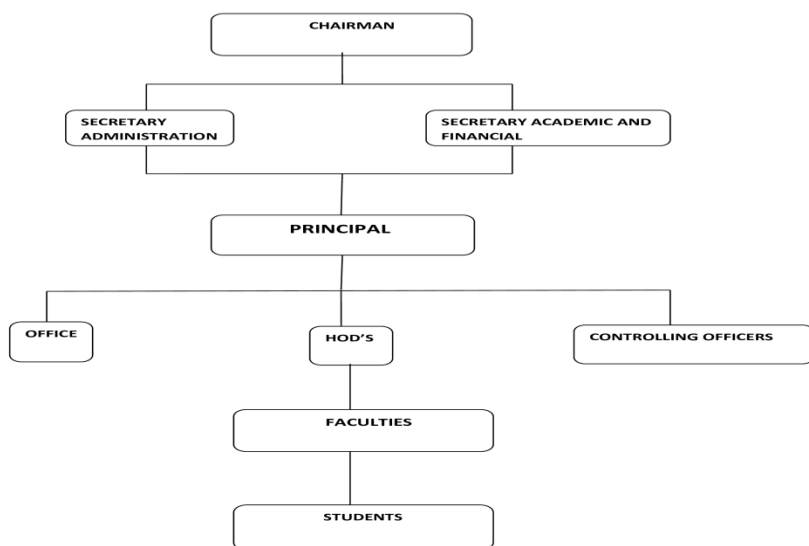 CHAIRMAN
SECRETARY
ADMINISTRATION
SECRETARY ACADEMIC AND
FINANCIAL
PRINCIPAL
OFFICE
HOD'S
CONTROLLING OFFICERS
FACULTIES
STUDENTS